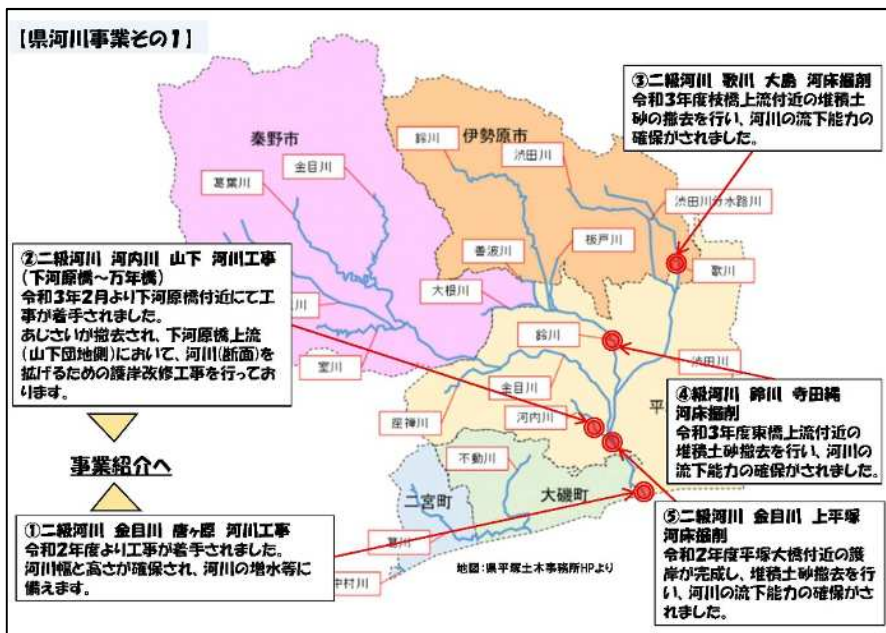 【県河川事業その1】
③二級河川 歌川 大島 河床掘削
令和3年度枝橋上流付近の堆積土
砂の撤去を行い、河川の流下能力の
確保がされました。
秦野市
伊勢原市
鈴川
渋田川
金目川
葛葉川
渋田川分水路川
善波川
板戸川
歌川
②二級河川 河内川 山下 河川工事
(下河原橋~万年橋)
令和3年2月より下河原橋付近にて工
事が着手されました。
あじさいが撤去され、下河原橋上流
(山下団地側)において、河川(断面)を
拡げるための護岸改修工事を行って
おります。
大根川
川
室川
鈴川
渋田川
金目川
座禅川
河内川
平
④級河川 鈴川 寺田縄
河床掘削
令和3年度東橋上流付近の
堆積土砂撤去を行い、河川の
流下能力の確保がされました。
事業紹介へ
不動川
二宮町
大磯町
葛川
中村川
地図:県平塚土木事務所HPより
①二級河川 金目川 唐ヶ原 河川工事
令和2年度より工事が着手されました。
河川幅と高さが確保され、河川の増水等に
備えます。
⑤二級河川 金目川 上平塚
河床掘削
令和2年度平塚大橋付近の護
岸が完成し、堆積土砂撤去を行
い、河川の流下能力の確保がさ
れました。